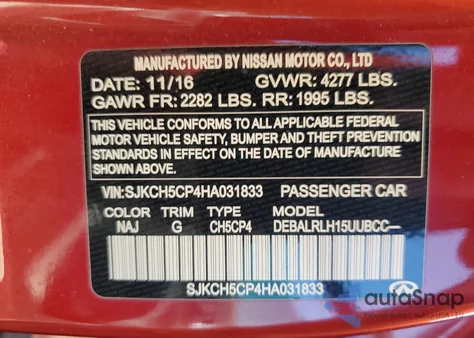 MANUFACTURED BY NISSAN MOTOR CO., LTD
DATE: 11/16 GVWR: 4277 LBS.
GAWR FR: 2282 LBS. RR: 1995 LBS.
THIS VEHICLE CONFORMS TO ALL APPLICABLE FEDERAL
MOTOR VEHICLE SAFETY, BUMPER AND THEFT PREVENTION
STANDARDS IN EFFECT ON THE DATE OF MANUFACTURE
SHOWN ABOVE.
VIN:SJKCH5CP4HA031833 PASSENGER CAR
COLOR TRIM TYPE MODEL
NAJ G CH5CP4 DEBALRLH15UUBCC—
SJKCH5CP4HA031833
autoSnap